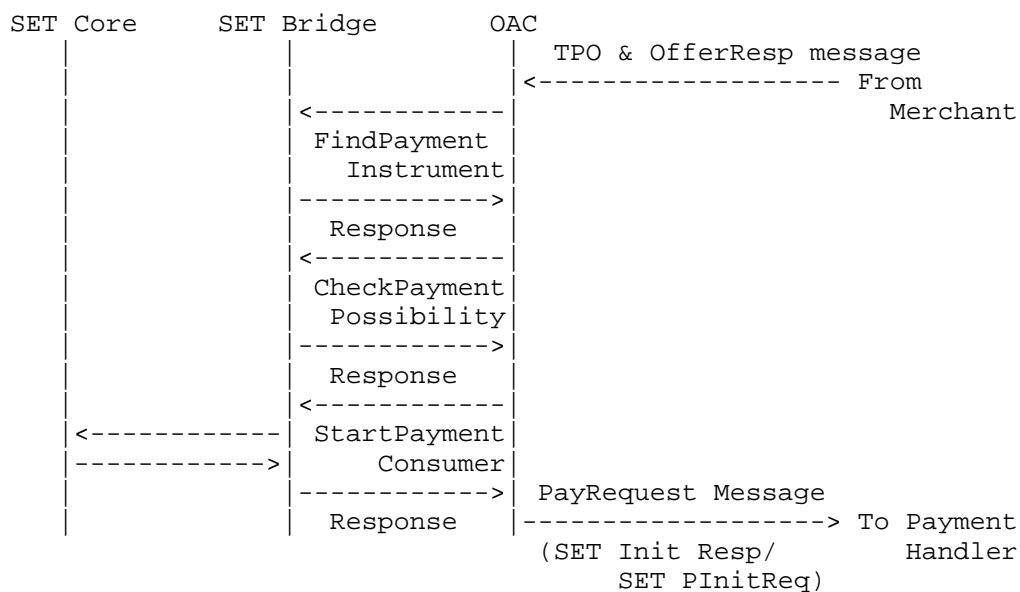 SET Core SET Bridge OAC
TPO & OfferResp message
<------------------- From
<------------- Merchant
FindPayment
Instrument
------------>
Response
<-------------
CheckPayment
Possibility
------------>
Response
<-------------
<------------ StartPayment
------------> Consumer
------------> PayRequest Message
Response -------------------> To Payment
(SET Init Resp/ Handler
SET PInitReq)